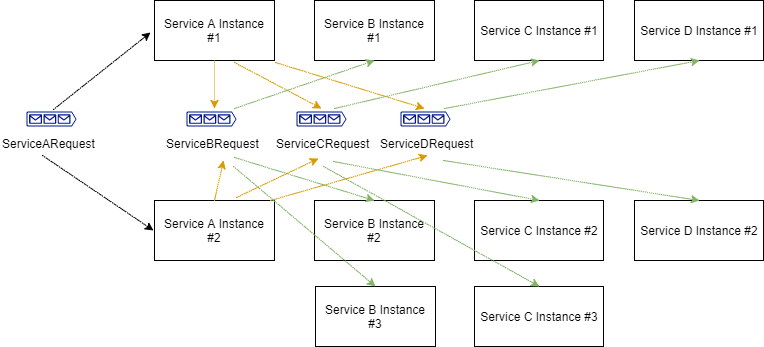 Service A Instance
#1
Service B Instance
#1
Service C Instance #1
Service D Instance #1
ServiceARequest
ServiceBRequest
ServiceCRequest
ServiceDRequest
Service A Instance
#2
Service B Instance
#2
Service C Instance #2
Service D Instance #2
Service B Instance
#3
Service C Instance #3